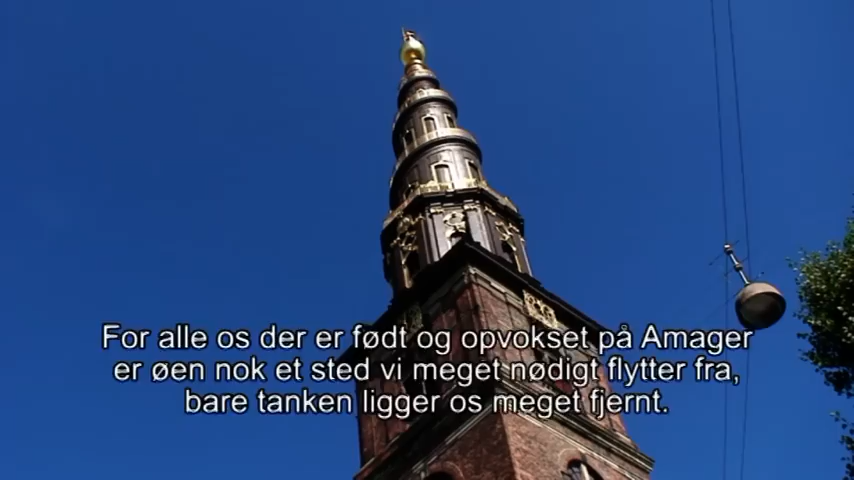 For alle os der er født og opvokset på Amager
er øen nok et sted vi meget nødigt flytter fra,
bare tanken ligger os meget fjernt.